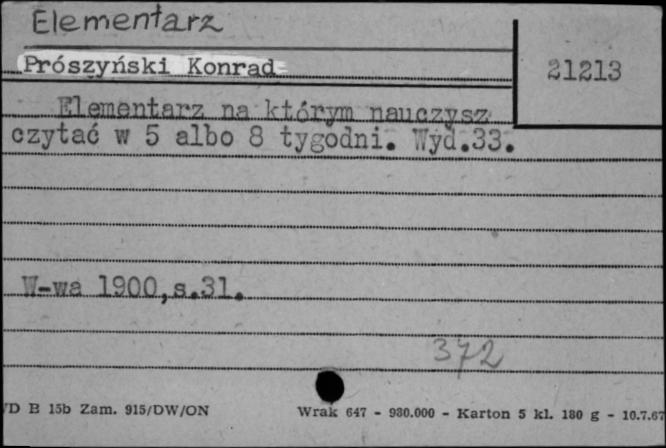 Elementarz
Prószyński Konrad
21213
Elementarz na którym nauczysz
czytać w 5 albo 8 tygodni. Wyd.33.
W-wa 1900,s.31.
372
D B 15b Zam. 915/DW/ON
Wrak 647 - 980.000 - Karton 5 kl. 180 g - 10.7.67